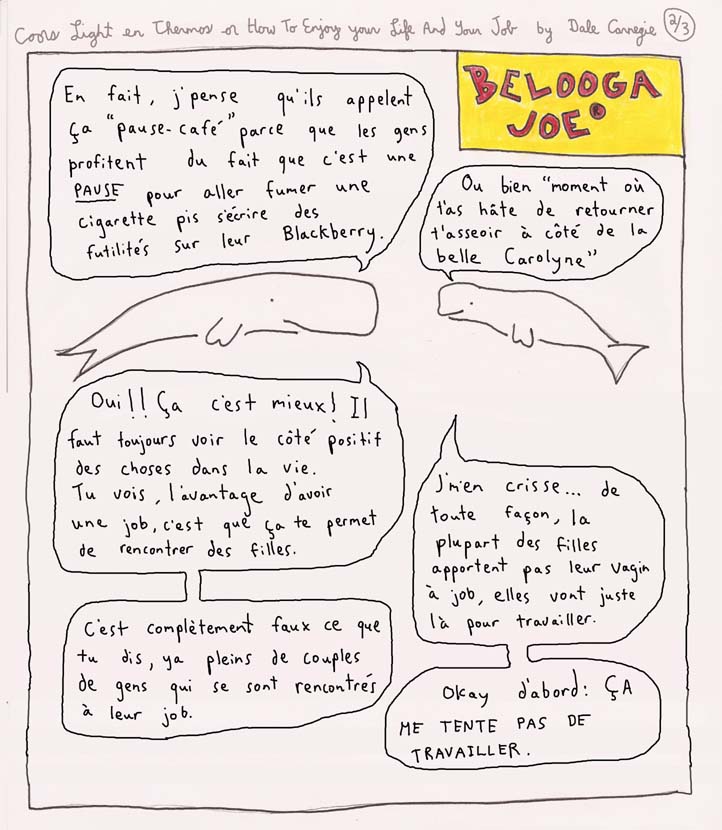 Coors Light en Thermos or How To Enjoy your Life And Your Job by Dale Carnegie 2/3
BELOOGA
JOE®
En fait, j'pense qu'ils appelent
ça "pause-café" parce que les gens
profitent du fait que c'est une
PAUSE pour aller fumer une
cigarette pis s'écrire des
futilités sur leur Blackberry.
Ou bien "moment où
t'as hâte de retourner
t'asseoir à côté de la
belle Carolyne"
Oui!! Ça c'est mieux! Il
faut toujours voir le côté positif
des choses dans la vie.
Tu vois, l'avantage d'avoir
une job, c'est que ça te permet
de rencontrer des filles.
J'm'en crisse... de
toute façon, la
plupart des filles
apportent pas leur vagin
à job, elles vont juste
là pour travailler.
C'est complètement faux ce que
tu dis, ya pleins de couples
de gens qui se sont rencontrés
à leur job.
Okay d'abord: ÇA
ME TENTE PAS DE
TRAVAILLER.